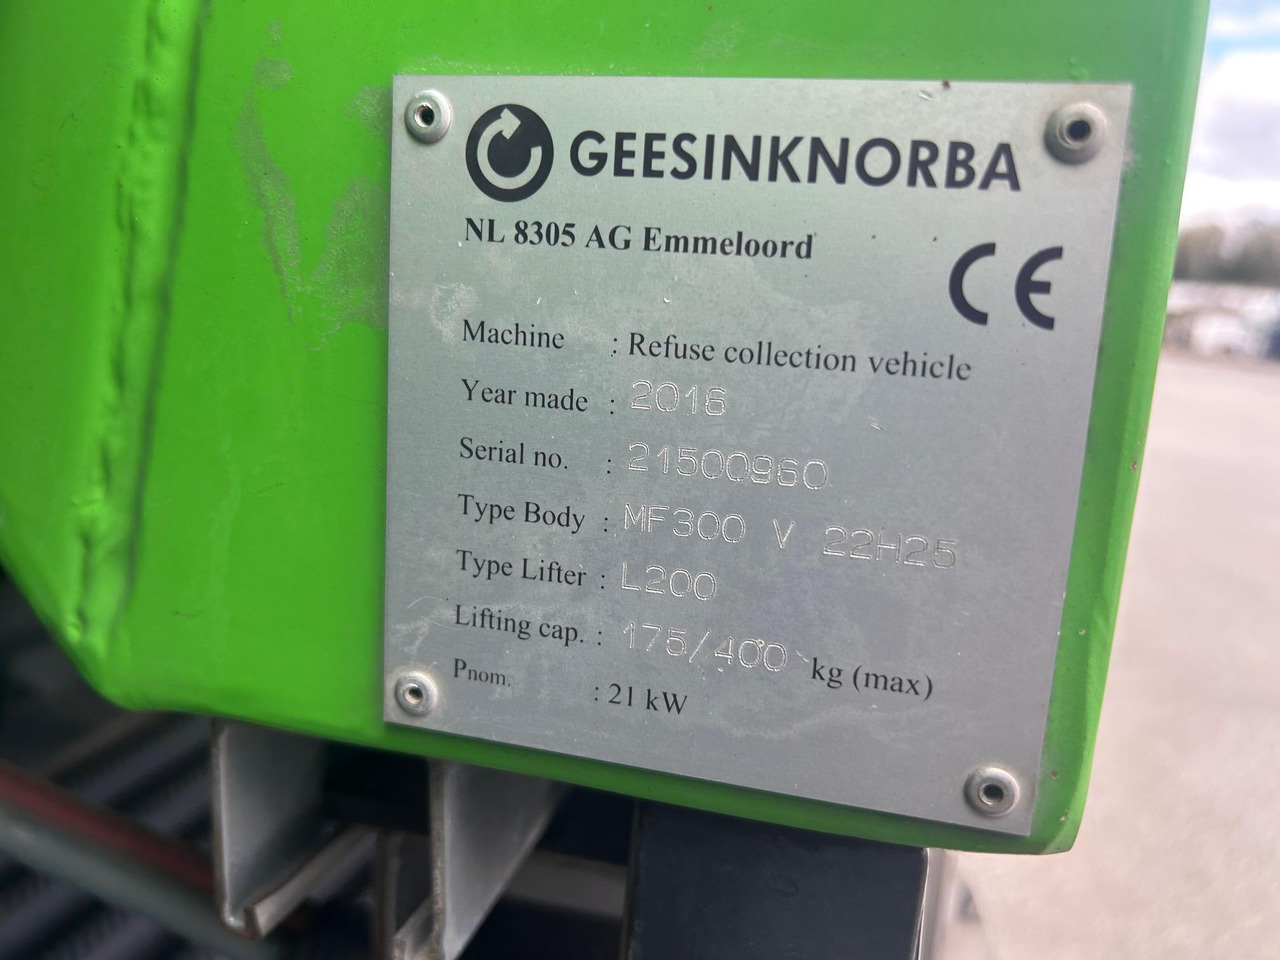 GEESINKNORBA
NL 8305 AG Emmeloord
CE
Machine : Refuse collection vehicle
Year made : 2016
Serial no. : 21500960
Type Body : MF300 V 22H25
Type Lifter : L200
Lifting cap. : 175/400 kg (max)
Pnom. : 21 kW